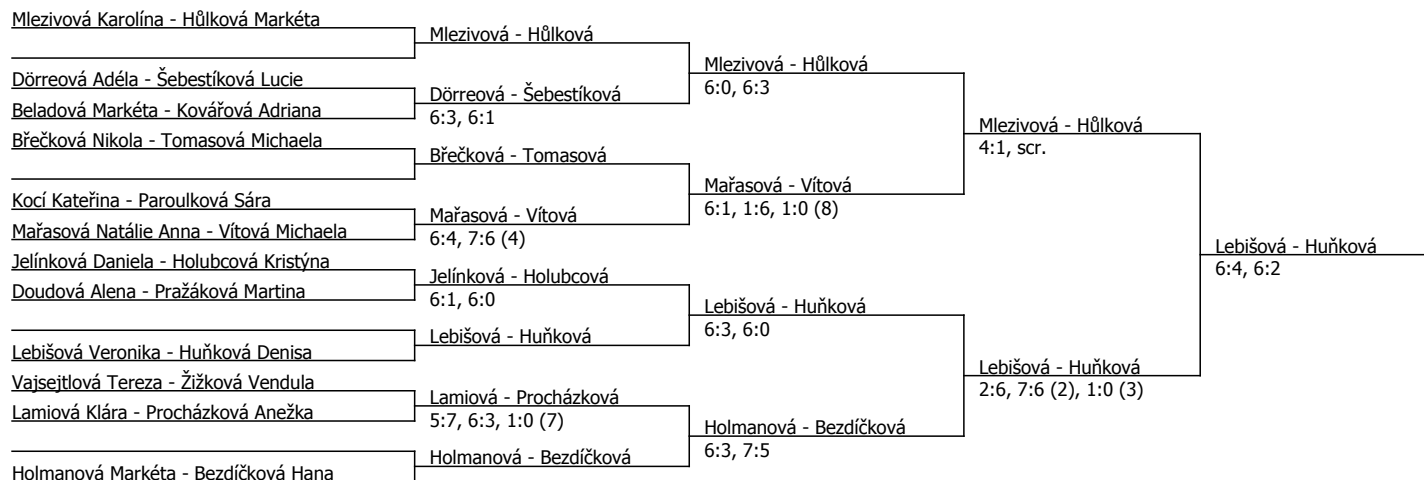 Mlezivová Karolína - Hůlková Markéta
Dörreová Adéla - Šebestíková Lucie
Beladová Markéta - Kovářová Adriana
Břečková Nikola - Tomasová Michaela
Kocí Kateřina - Paroulková Sára
Mařasová Natálie Anna - Vítová Michaela
Jelínková Daniela - Holubcová Kristýna
Doudová Alena - Pražáková Martina
Lebišová Veronika - Huňková Denisa
Vajsejtlová Tereza - Žižková Vendula
Lamiová Klára - Procházková Anežka
Holmanová Markéta - Bezdíčková Hana
Mlezivová - Hůlková
Dörreová - Šebestíková
6:3, 6:1
Břečková - Tomasová
Mařasová - Vítová
6:4, 7:6 (4)
Jelínková - Holubcová
6:1, 6:0
Lebišová - Huňková
Lamiová - Procházková
5:7, 6:3, 1:0 (7)
Holmanová - Bezdíčková
Mlezivová - Hůlková
6:0, 6:3
Mařasová - Vítová
6:1, 1:6, 1:0 (8)
Lebišová - Huňková
6:3, 6:0
Holmanová - Bezdíčková
6:3, 7:5
Mlezivová - Hůlková
4:1, scr.
Lebišová - Huňková
2:6, 7:6 (2), 1:0 (3)
Lebišová - Huňková
6:4, 6:2